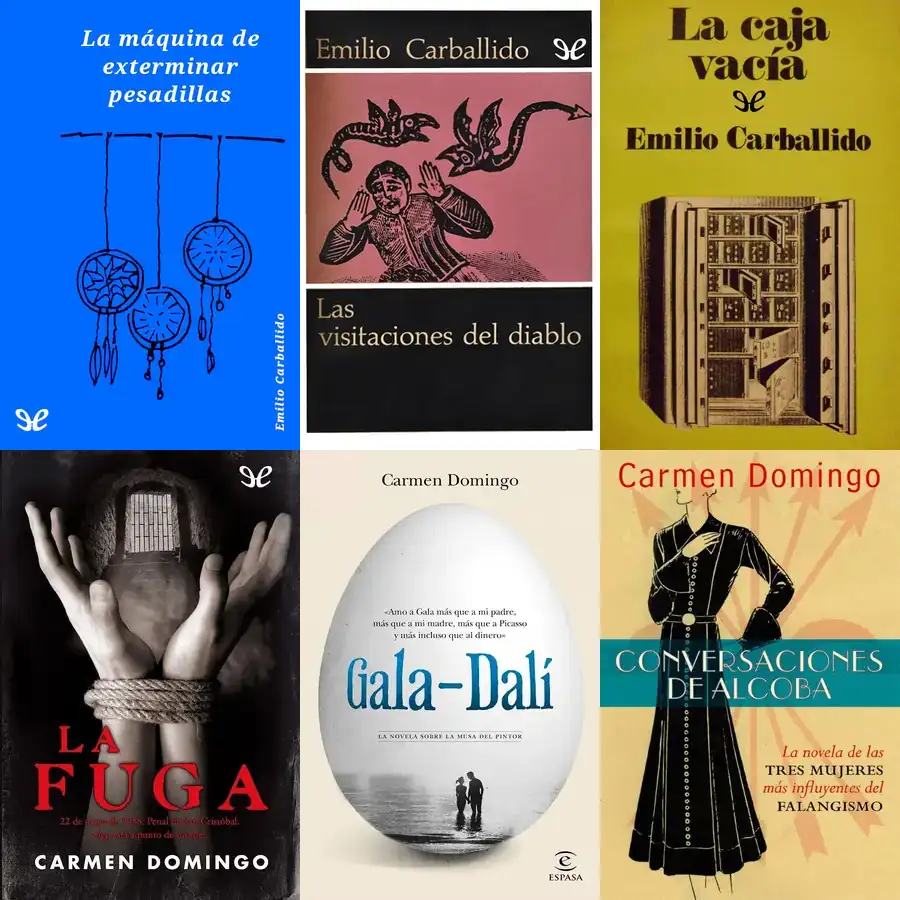 La máquina de
exterminar
pesadillas
Emilio Carballido
Emilio Carballido
Las
visitaciones del diablo
La caja
vacía
Emilio Carballido
LA
FUGA
22 de
CARMEN DOMINGO
Carmen Domingo
«Amo a Gala más que a mi padre,
más que a mi madre, más que a Picasso
y más incluso que al dinero»
Gala–Dalí
LA NOVELA SOBRE LA MUSA DEL PINTOR
ESPASA
Carmen Domingo
CONVERSACIONES
DE ALCOBA
La novela de las
TRES MUJERES
más influyentes del
FALANGISMO